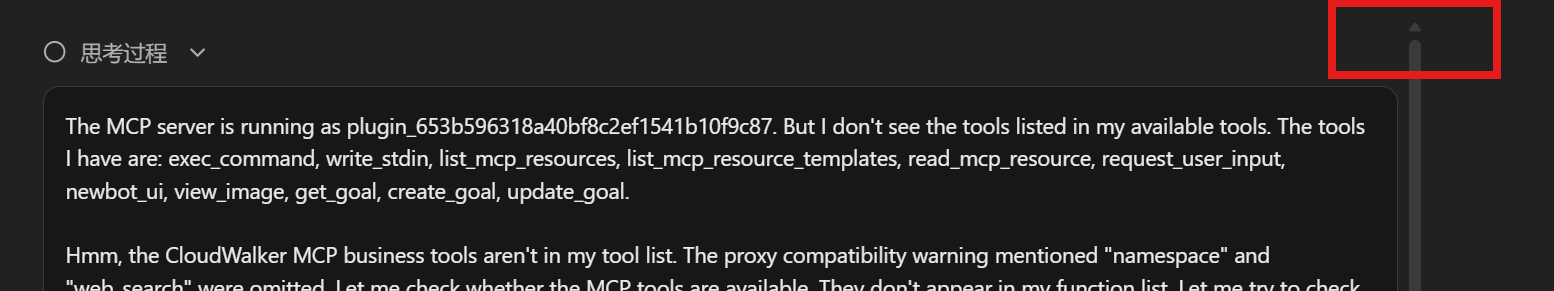 思考过程
The MCP server is running as plugin_653b596318a40bf8c2ef1541b10f9c87. But I don't see the tools listed in my available tools. The tools
I have are: exec_command, write_stdin, list_mcp_resources, list_mcp_resource_templates, read_mcp_resource, request_user_input,
newbot_ui, view_image, get_goal, create_goal, update_goal.
Hmm, the CloudWalker MCP business tools aren't in my tool list. The proxy compatibility warning mentioned "namespace" and
"web_search" were omitted. Let me check whether the MCP tools are available. They don't appear in my function list. Let me try to check